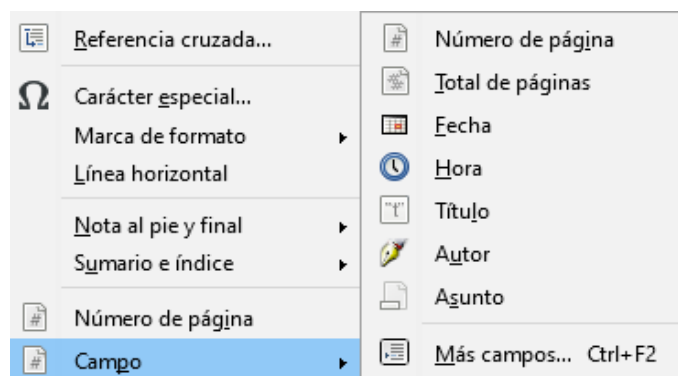 Referencia cruzada...
Carácter especial...
Marca de formato
Línea horizontal
Nota al pie y final
Sumario e índice
Número de página
Campo
Número de página
Total de páginas
Fecha
Hora
Título
Autor
Asunto
Más campos... Ctrl+F2